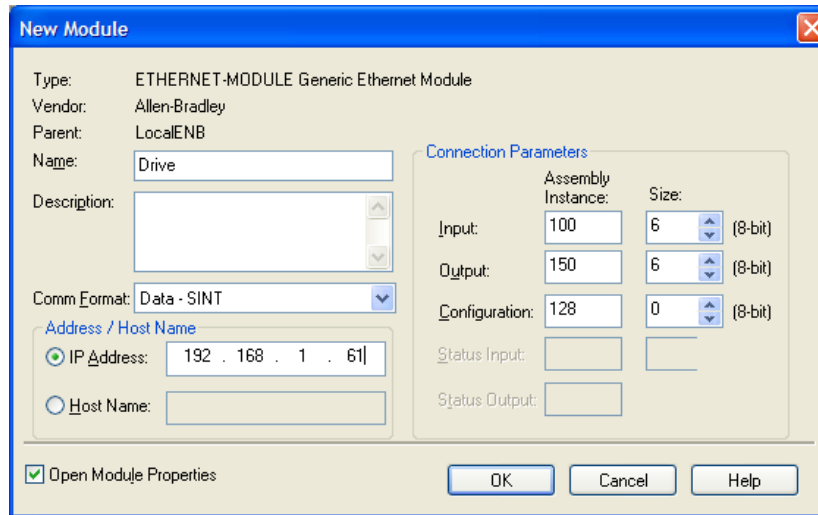 New Module
Type: ETHERNET-MODULE Generic Ethernet Module
Vendor: Allen-Bradley
Parent: LocalENB
Name: Drive
Description:
Comm Format: Data - SINT
Address / Host Name
IP Address: 192 . 168 . 1 . 61
Host Name:
Connection Parameters
Assembly
Instance: Size:
Input: 100 6 (8-bit)
Output: 150 6 (8-bit)
Configuration: 128 0 (8-bit)
Status Input:
Status Output:
Open Module Properties
OK Cancel Help